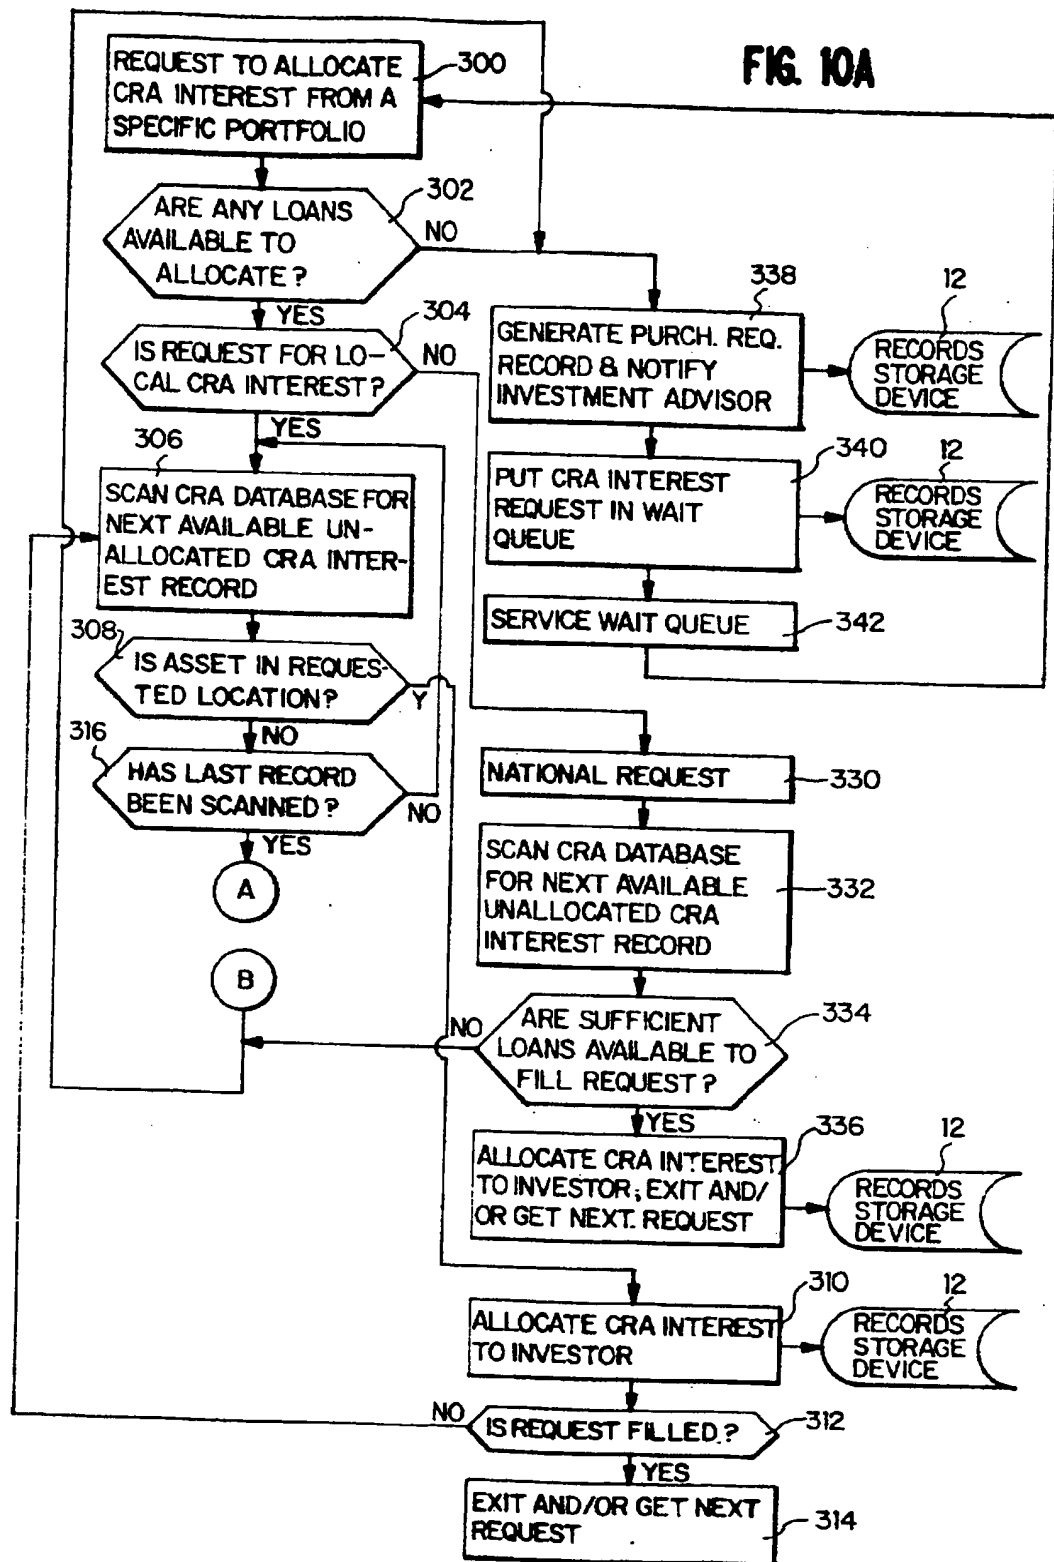 FIG. 10A
REQUEST TO ALLOCATE
CRA INTEREST FROM A
SPECIFIC PORTFOLIO
300
ARE ANY LOANS
AVAILABLE TO
ALLOCATE?
302
NO
YES
IS REQUEST FOR LO-
CAL CRA INTEREST?
304
NO
YES
306
SCAN CRA DATABASE FOR
NEXT AVAILABLE UN-
ALLOCATED CRA INTER-
EST RECORD
308
IS ASSET IN REQUES-
TED LOCATION?
Y
NO
316
HAS LAST RECORD
BEEN SCANNED?
NO
YES
A
B
338
GENERATE PURCH. REQ.
RECORD & NOTIFY
INVESTMENT ADVISOR
12
RECORDS
STORAGE
DEVICE
340
PUT CRA INTEREST
REQUEST IN WAIT
QUEUE
12
RECORDS
STORAGE
DEVICE
SERVICE WAIT QUEUE
342
NATIONAL REQUEST
330
SCAN CRA DATABASE
FOR NEXT AVAILABLE
UNALLOCATED CRA
INTEREST RECORD
332
ARE SUFFICIENT
LOANS AVAILABLE TO
FILL REQUEST?
334
NO
YES
336
ALLOCATE CRA INTEREST
TO INVESTOR; EXIT AND/
OR GET NEXT. REQUEST
12
RECORDS
STORAGE
DEVICE
310
ALLOCATE CRA INTEREST
TO INVESTOR
12
RECORDS
STORAGE
DEVICE
NO
IS REQUEST FILLED.?
312
YES
EXIT AND/OR GET NEXT
REQUEST
314